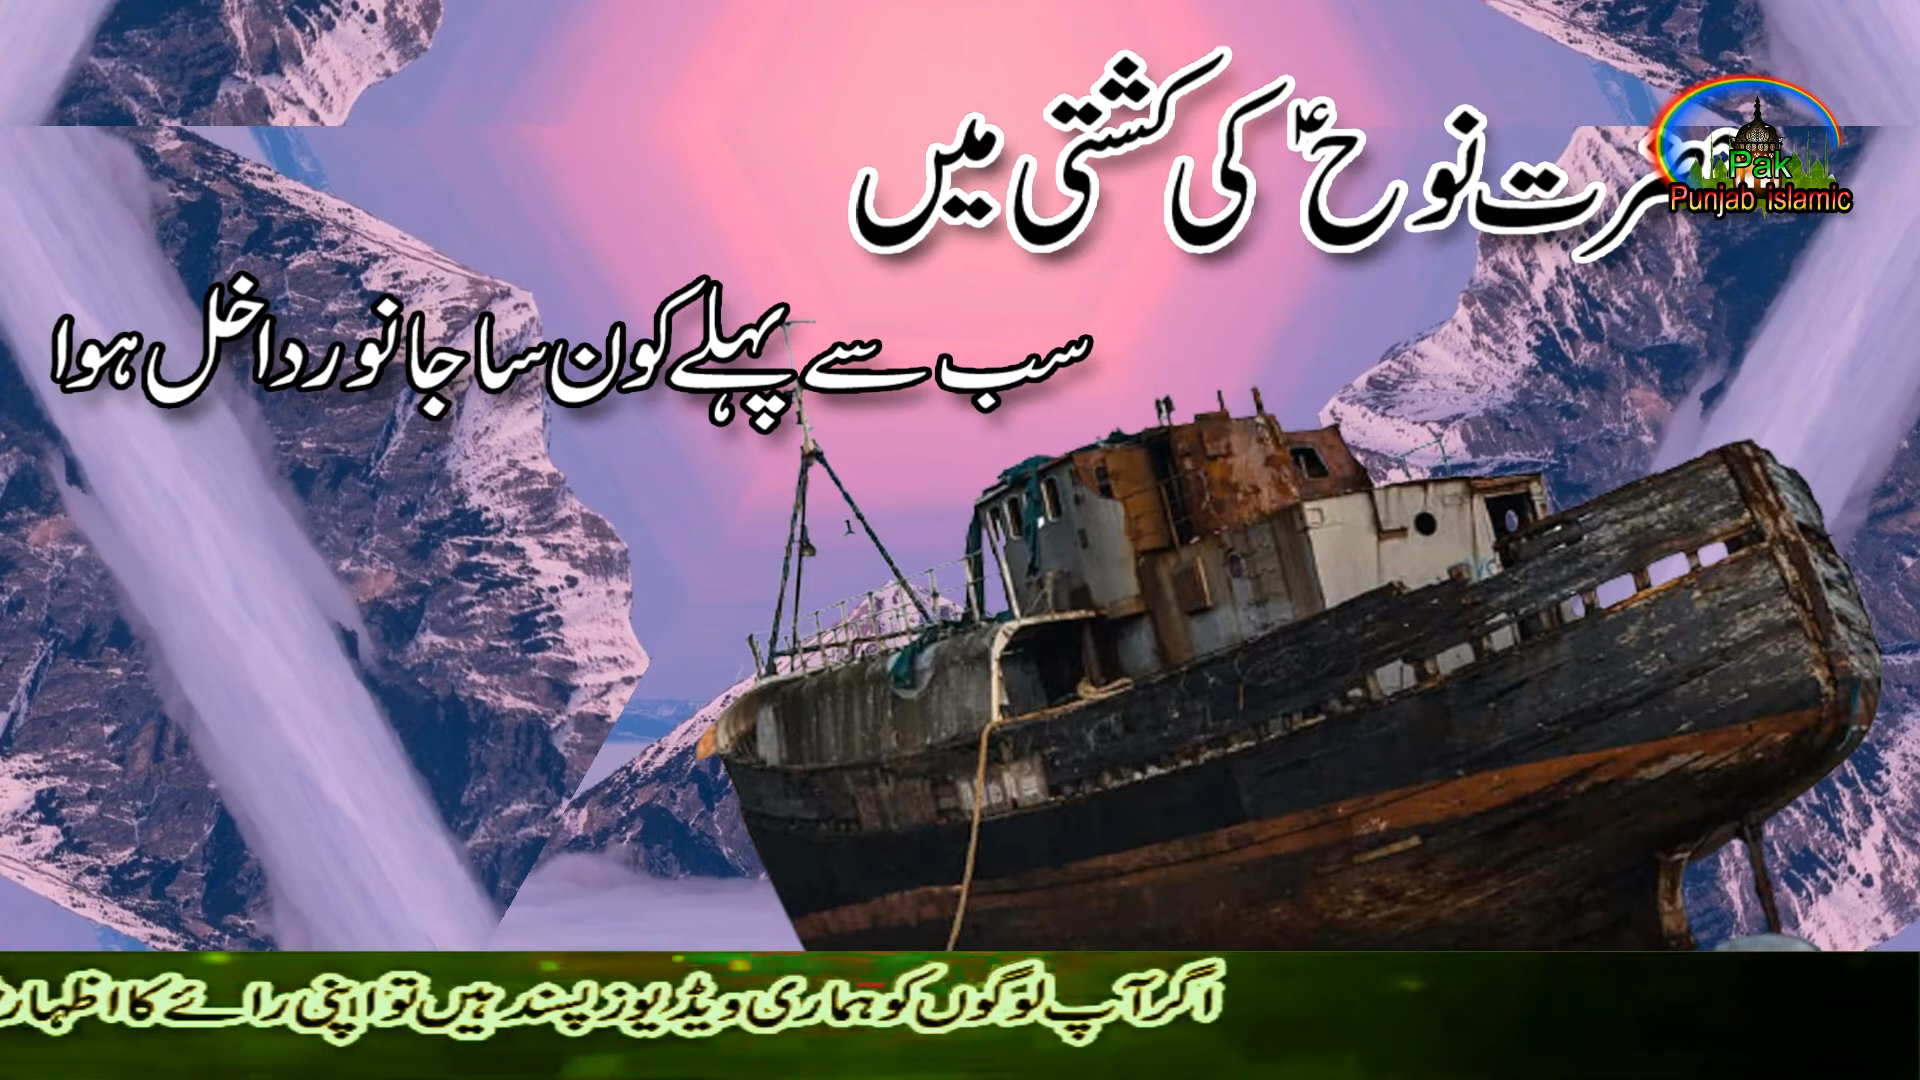 حضرت نوحؑ کی کشتی میں
Pak
Punjab islamic
سب سے پہلے کون سا جانور داخل ہوا
اگر آپ لوگوں کو ہماری ویڈیوز پسند ہیں تو اپنی رائے کا اظہار